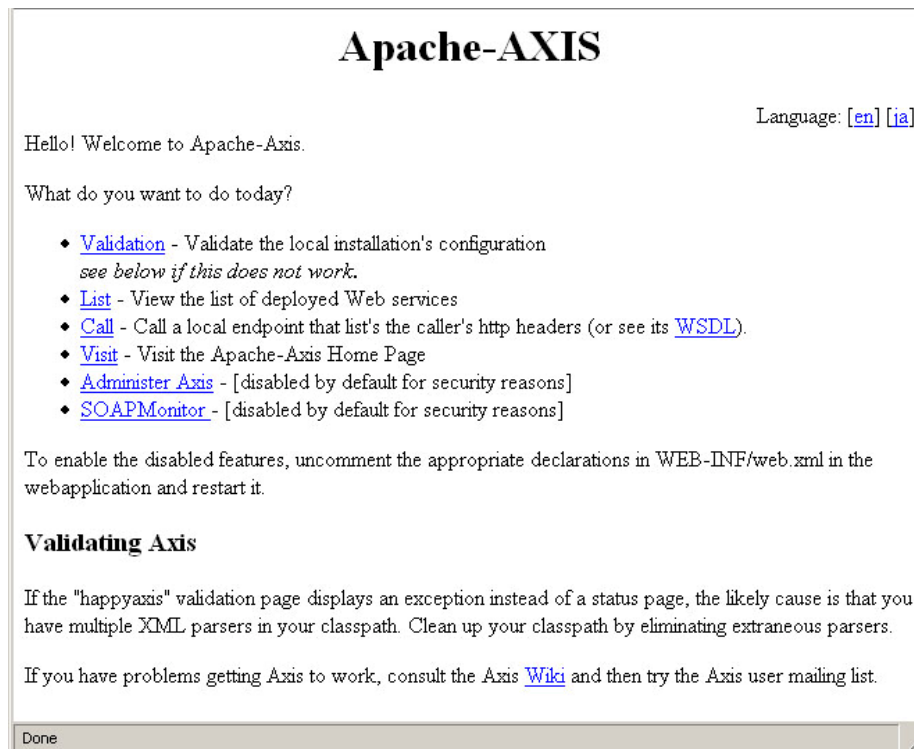 Apache-AXIS
Language: [en] [ja]
Hello! Welcome to Apache-Axis.
What do you want to do today?
• Validation - Validate the local installation's configuration
see below if this does not work.
• List - View the list of deployed Web services
• Call - Call a local endpoint that list's the caller's http headers (or see its WSDL).
• Visit - Visit the Apache-Axis Home Page
• Administer Axis - [disabled by default for security reasons]
• SOAPMonitor - [disabled by default for security reasons]
To enable the disabled features, uncomment the appropriate declarations in WEB-INF/web.xml in the
webapplication and restart it.
Validating Axis
If the "happyaxis" validation page displays an exception instead of a status page, the likely cause is that you
have multiple XML parsers in your classpath. Clean up your classpath by eliminating extraneous parsers.
If you have problems getting Axis to work, consult the Axis Wiki and then try the Axis user mailing list.
Done